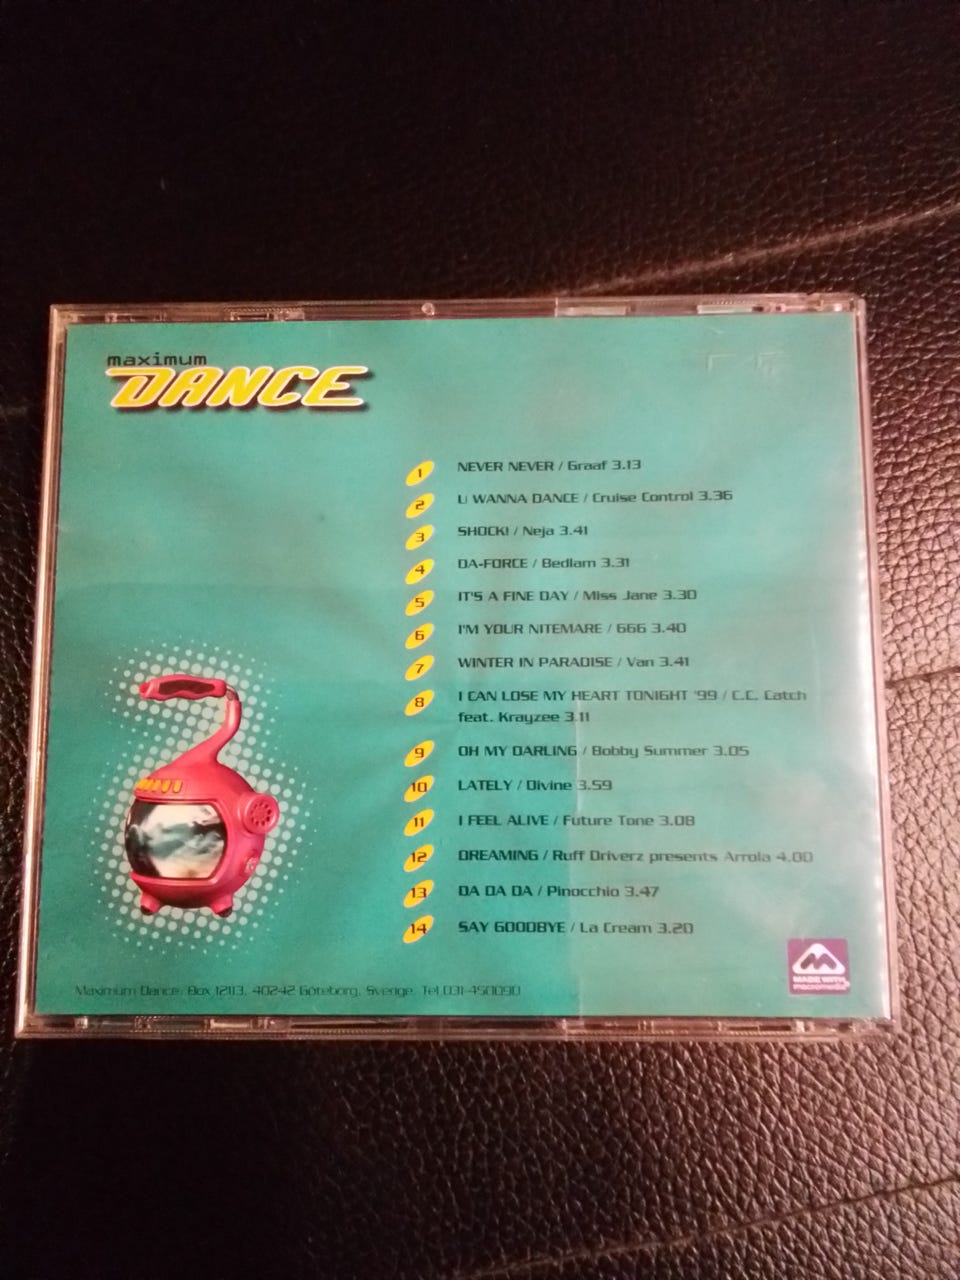 maximum
DANCE
1 NEVER NEVER / Graaf 3.13
2 U WANNA DANCE / Cruise Control 3.36
3 SHOCK! / Neja 3.41
4 DA-FORCE / Bedlam 3.31
5 IT'S A FINE DAY / Miss Jane 3.30
6 I'M YOUR NITEMARE / 666 3.40
7 WINTER IN PARADISE / Van 3.41
8 I CAN LOSE MY HEART TONIGHT '99 / C.C. Catch
feat. Krayzee 3.11
9 OH MY DARLING / Bobby Summer 3.05
10 LATELY / Divine 3.59
11 I FEEL ALIVE / Future Tone 3.08
12 DREAMING / Ruff Driverz presents Arrola 4.00
13 DA DA DA / Pinocchio 3.47
14 SAY GOODBYE / La Cream 3.20
MADE WITH
macromedia
Maximum Dance, Box 12113, 40242 Göteborg, Sverige. Tel.031-450090